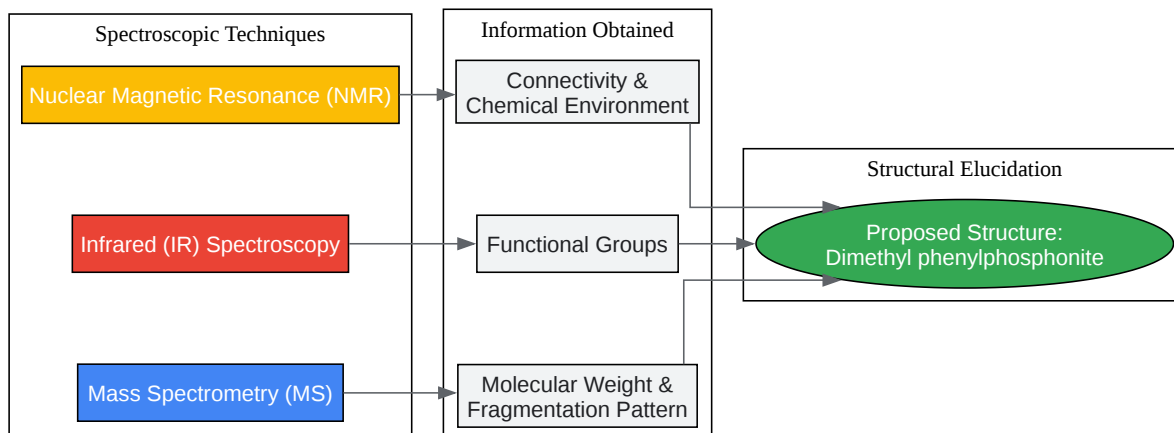 Spectroscopic Techniques
Nuclear Magnetic Resonance (NMR)
Infrared (IR) Spectroscopy
Mass Spectrometry (MS)
Information Obtained
Connectivity &
Chemical Environment
Functional Groups
Molecular Weight &
Fragmentation Pattern
Structural Elucidation
Proposed Structure:
Dimethyl phenylphosphonite